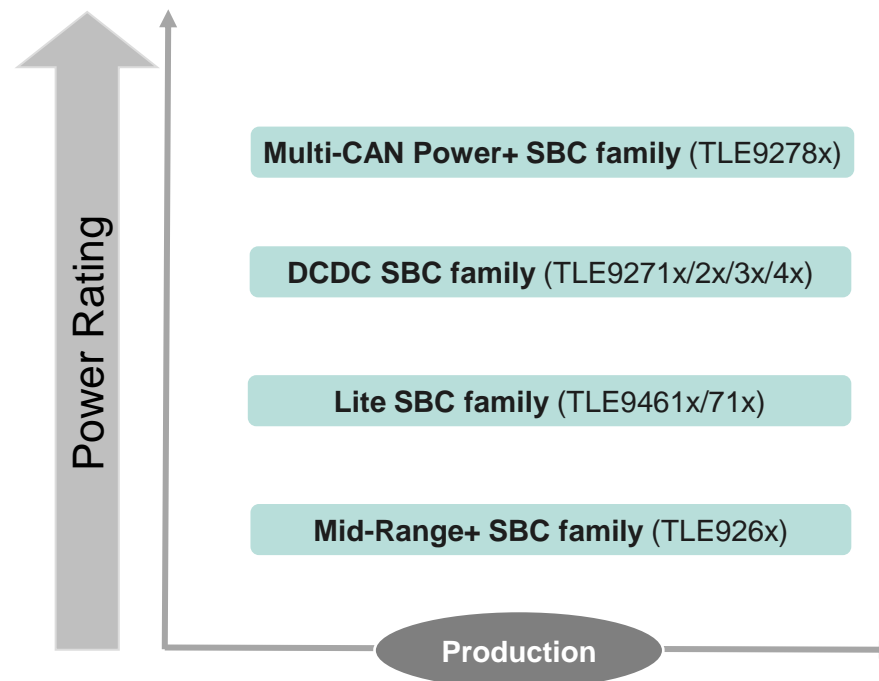 Power Rating
Multi-CAN Power+ SBC family (TLE9278x)
DCDC SBC family (TLE9271x/2x/3x/4x)
Lite SBC family (TLE9461x/71x)
Mid-Range+ SBC family (TLE926x)
Production